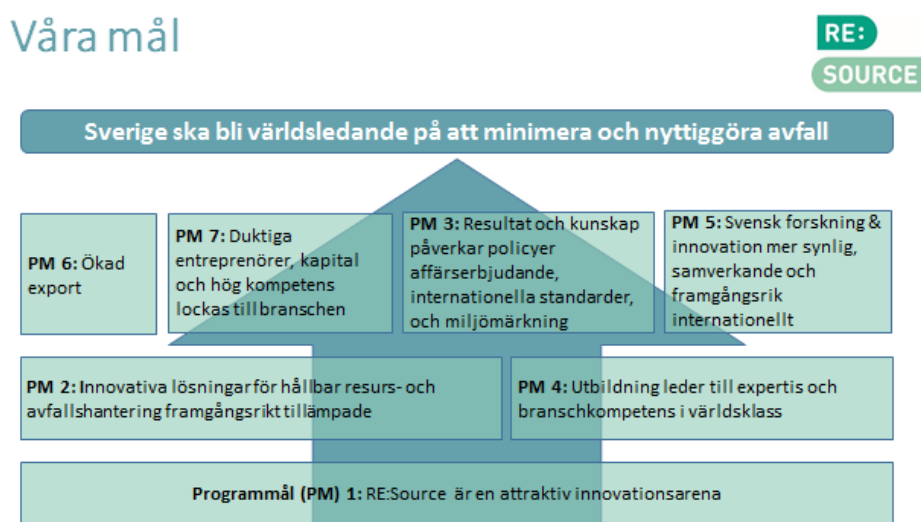 Våra mål
RE:
SOURCE
Sverige ska bli världsledande på att minimera och nyttiggöra avfall
PM 6: Ökad
export
PM 7: Duktiga
entreprenörer, kapital
och hög kompetens
lockas till branschen
PM 3: Resultat och kunskap
påverkar policyer
affärserbjudande,
internationella standarder,
och miljömärkning
PM 5: Svensk forskning &
innovation mer synlig,
samverkande och
framgångsrik
internationellt
PM 2: Innovativa lösningar för hållbar resurs- och
avfallshantering framgångsrikt tillämpade
PM 4: Utbildning leder till expertis och
branschkompetens i världsklass
Programmål (PM) 1: RE:Source är en attraktiv innovationsarena